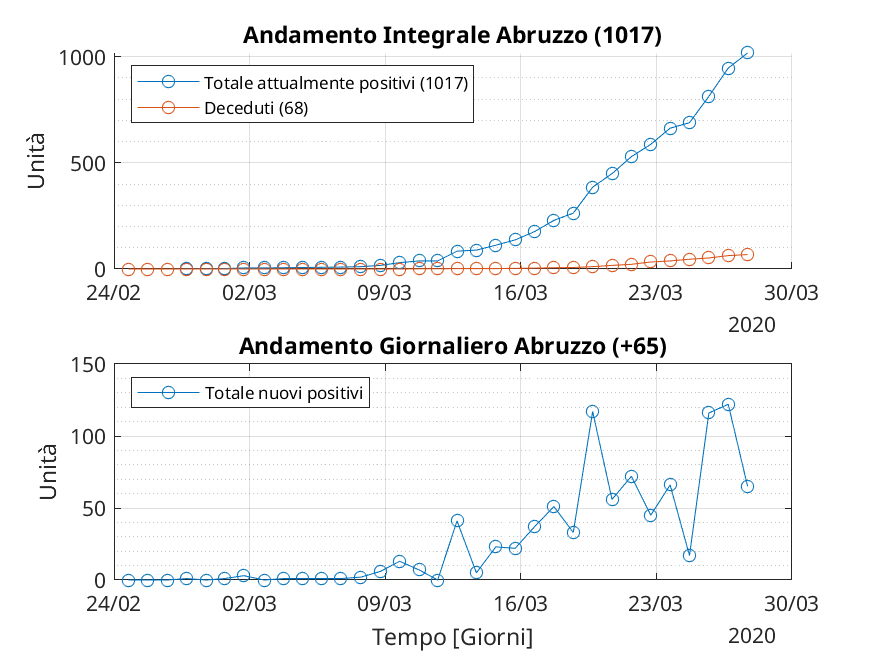 Andamento Integrale Abruzzo (1017)
1000
500
0
Unità
Totale attualmente positivi (1017)
Deceduti (68)
24/02 02/03 09/03 16/03 23/03 30/03
2020
Andamento Giornaliero Abruzzo (+65)
150
100
50
0
Unità
Totale nuovi positivi
24/02 02/03 09/03 16/03 23/03 30/03
Tempo [Giorni]
2020